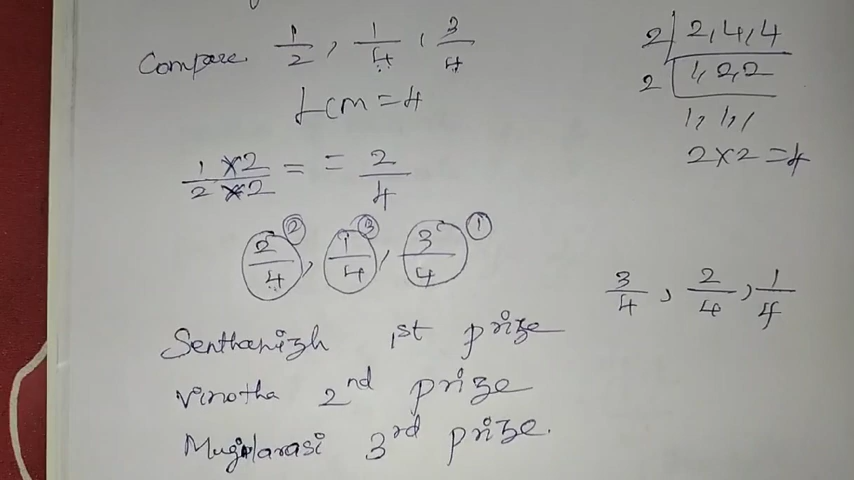 Compare 1/2, 1/4, 3/4
Lcm = 4
1 × 2 / 2 × 2 = = 2/4
2/4 ②, 1/4 ③, 3/4 ①
Senthamizh 1st prize
Vinotha 2nd prize
Mugilarasi 3rd prize.
2 | 2, 4, 4
2 | 1, 2, 2
1, 1, 1
2 × 2 = 4
3/4, 2/4, 1/4